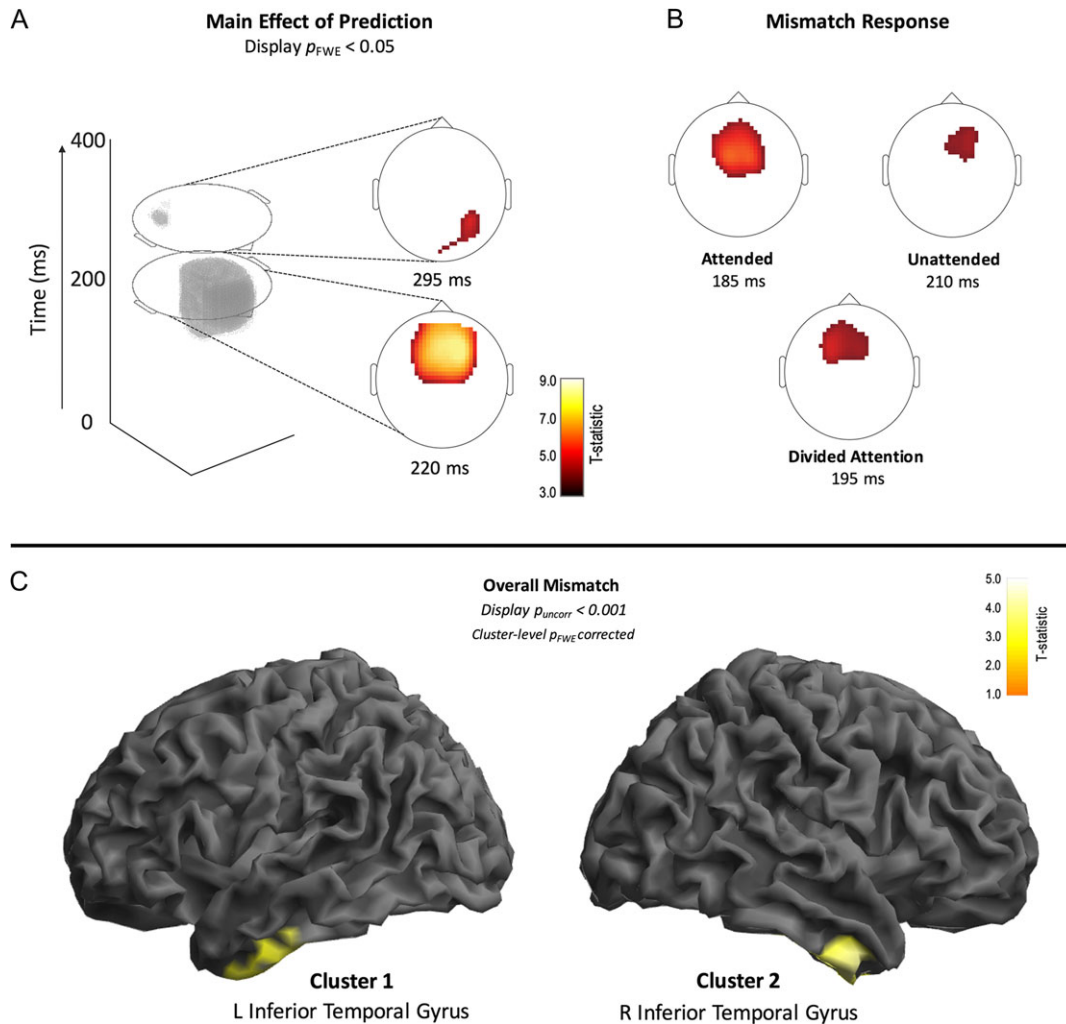 A
Main Effect of Prediction
Display pFWE < 0.05
400
200
0
Time (ms)
295 ms
220 ms
9.0
7.0
5.0
3.0
T-statistic
B
Mismatch Response
Attended
185 ms
Unattended
210 ms
Divided Attention
195 ms
C
Overall Mismatch
Display puncorr < 0.001
Cluster-level pFWE corrected
5.0
4.0
3.0
2.0
1.0
T-statistic
Cluster 1
L Inferior Temporal Gyrus
Cluster 2
R Inferior Temporal Gyrus